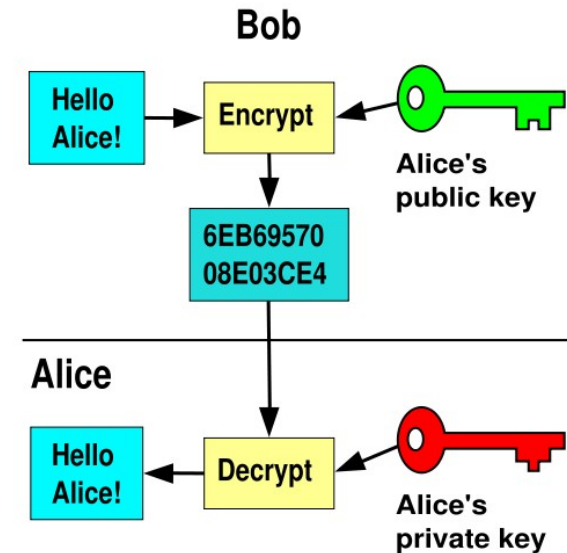 Bob
Hello
Alice!
Encrypt
Alice's
public key
6EB69570
08E03CE4
Alice
Hello
Alice!
Decrypt
Alice's
private key